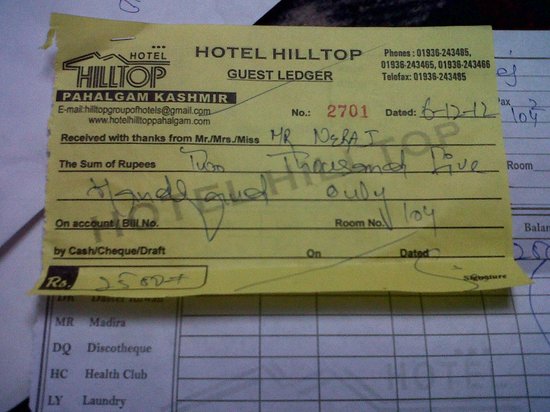 HOTEL
HILLTOP
PAHALGAM KASHMIR
E-mail:hilltopgroupofhotels@gmail.com
www.hotelhilltoppahalgam.com
HOTEL HILLTOP
GUEST LEDGER
Phones : 01936-243485,
01936-243465, 01936-243466
Telefax: 01936-243485
No.: 2701 Dated: 6-12-12
Received with thanks from Mr./Mrs./Miss MR NERAJ
The Sum of Rupees Two Thousand Five
Handred only
HOTEL HILLTOP
On account / Bill No. Room No. 104
by Cash/Cheque/Draft On Dated
Rs. 2500/- Signature
Pax 2
104
Room
Balan
MR Madira
DQ Discotheque
HC Health Club
LY Laundry